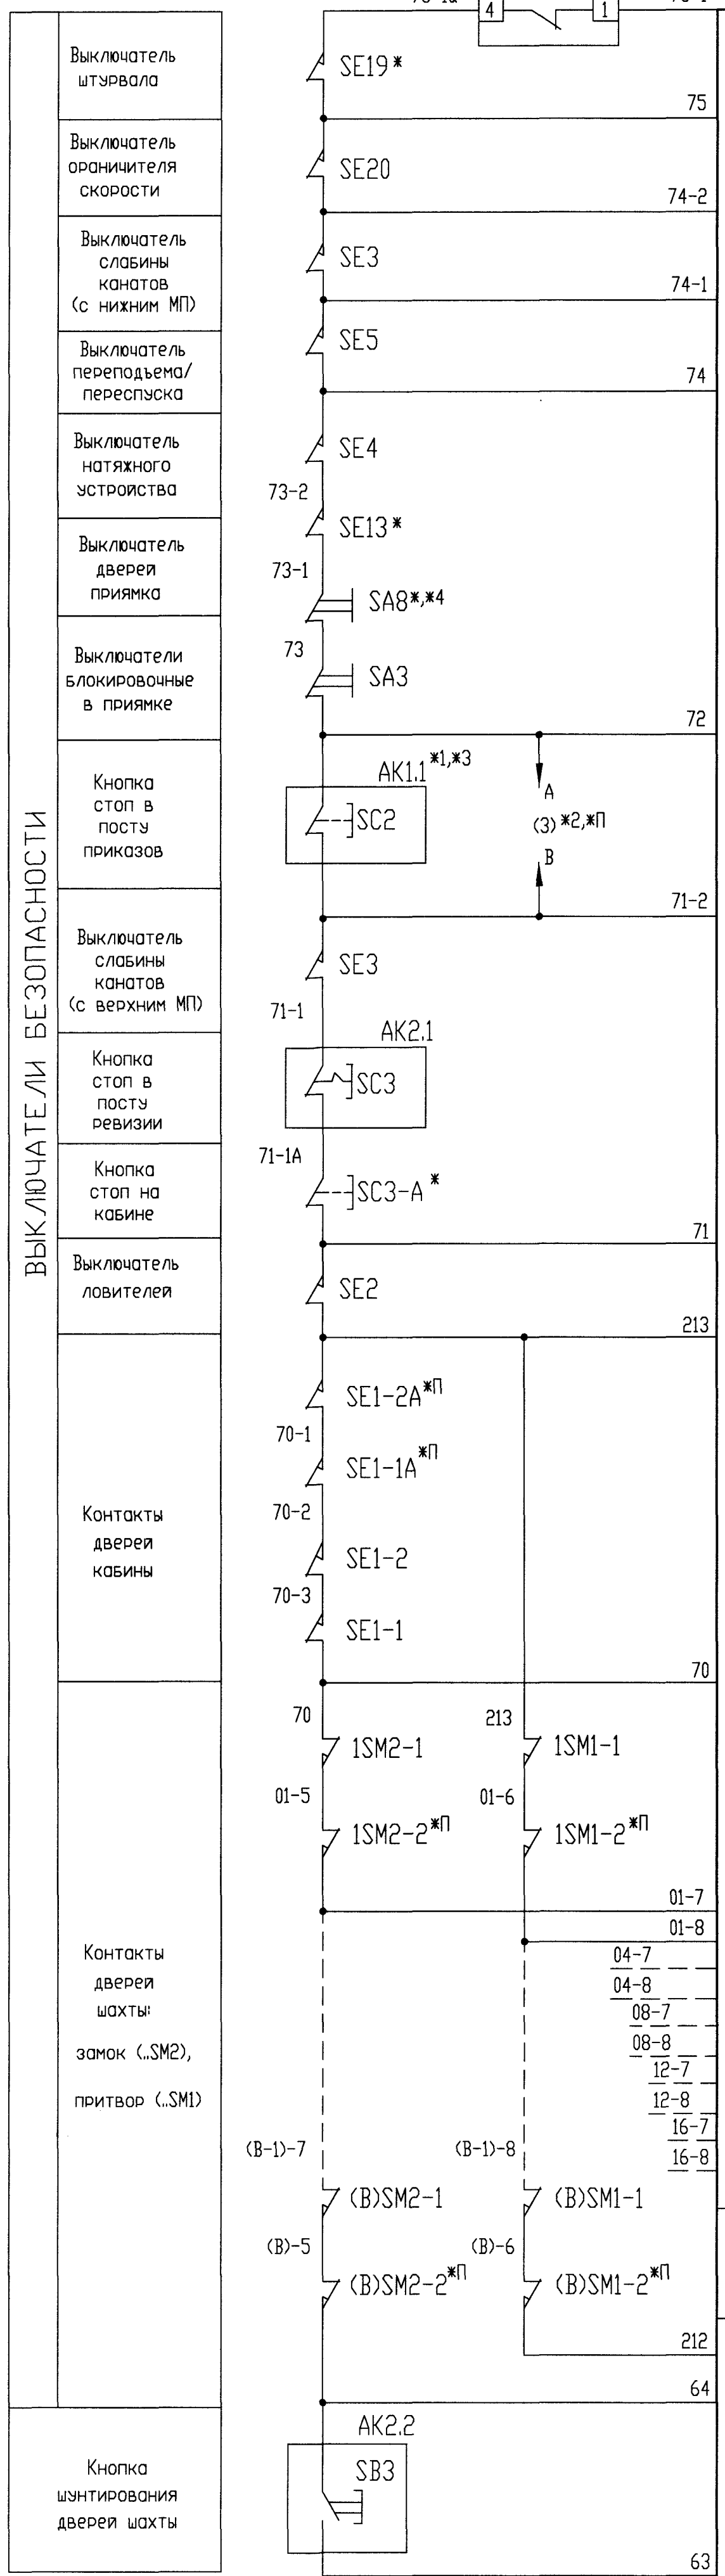 4
1
ВЫКЛЮЧАТЕЛИ БЕЗОПАСНОСТИ
Выключатель
штурвала
SE19*
75
Выключатель
ораничителя
скорости
SE20
74-2
Выключатель
слабины
канатов
(с нижним МП)
SE3
74-1
Выключатель
переподъема/
переспуска
SE5
74
Выключатель
натяжного
устройства
SE4
73-2
Выключатель
дверей
приямка
SE13*
73-1
SA8*,*4
Выключатели
блокировочные
в приямке
73
SA3
72
Кнопка
стоп в
посту
приказов
AK1.1*1,*3
SC2
A
(3)*2,*П
B
71-2
Выключатель
слабины
канатов
(с верхним МП)
SE3
71-1
Кнопка
стоп в
посту
ревизии
AK2.1
SC3
Кнопка
стоп на
кабине
71-1А
SC3-A*
71
Выключатель
ловителей
SE2
213
Контакты
дверей
кабины
SE1-2A*П
70-1
SE1-1A*П
70-2
SE1-2
70-3
SE1-1
70
Контакты
дверей
шахты:
замок (..SM2),
притвор (..SM1)
70
213
1SM2-1
1SM1-1
01-5
01-6
1SM2-2*П
1SM1-2*П
01-7
01-8
04-7
04-8
08-7
08-8
12-7
12-8
16-7
16-8
(B-1)-7
(B-1)-8
(B)SM2-1
(B)SM1-1
(B)-5
(B)-6
(B)SM2-2*П
(B)SM1-2*П
212
64
Кнопка
шунтирования
дверей шахты
AK2.2
SB3
63